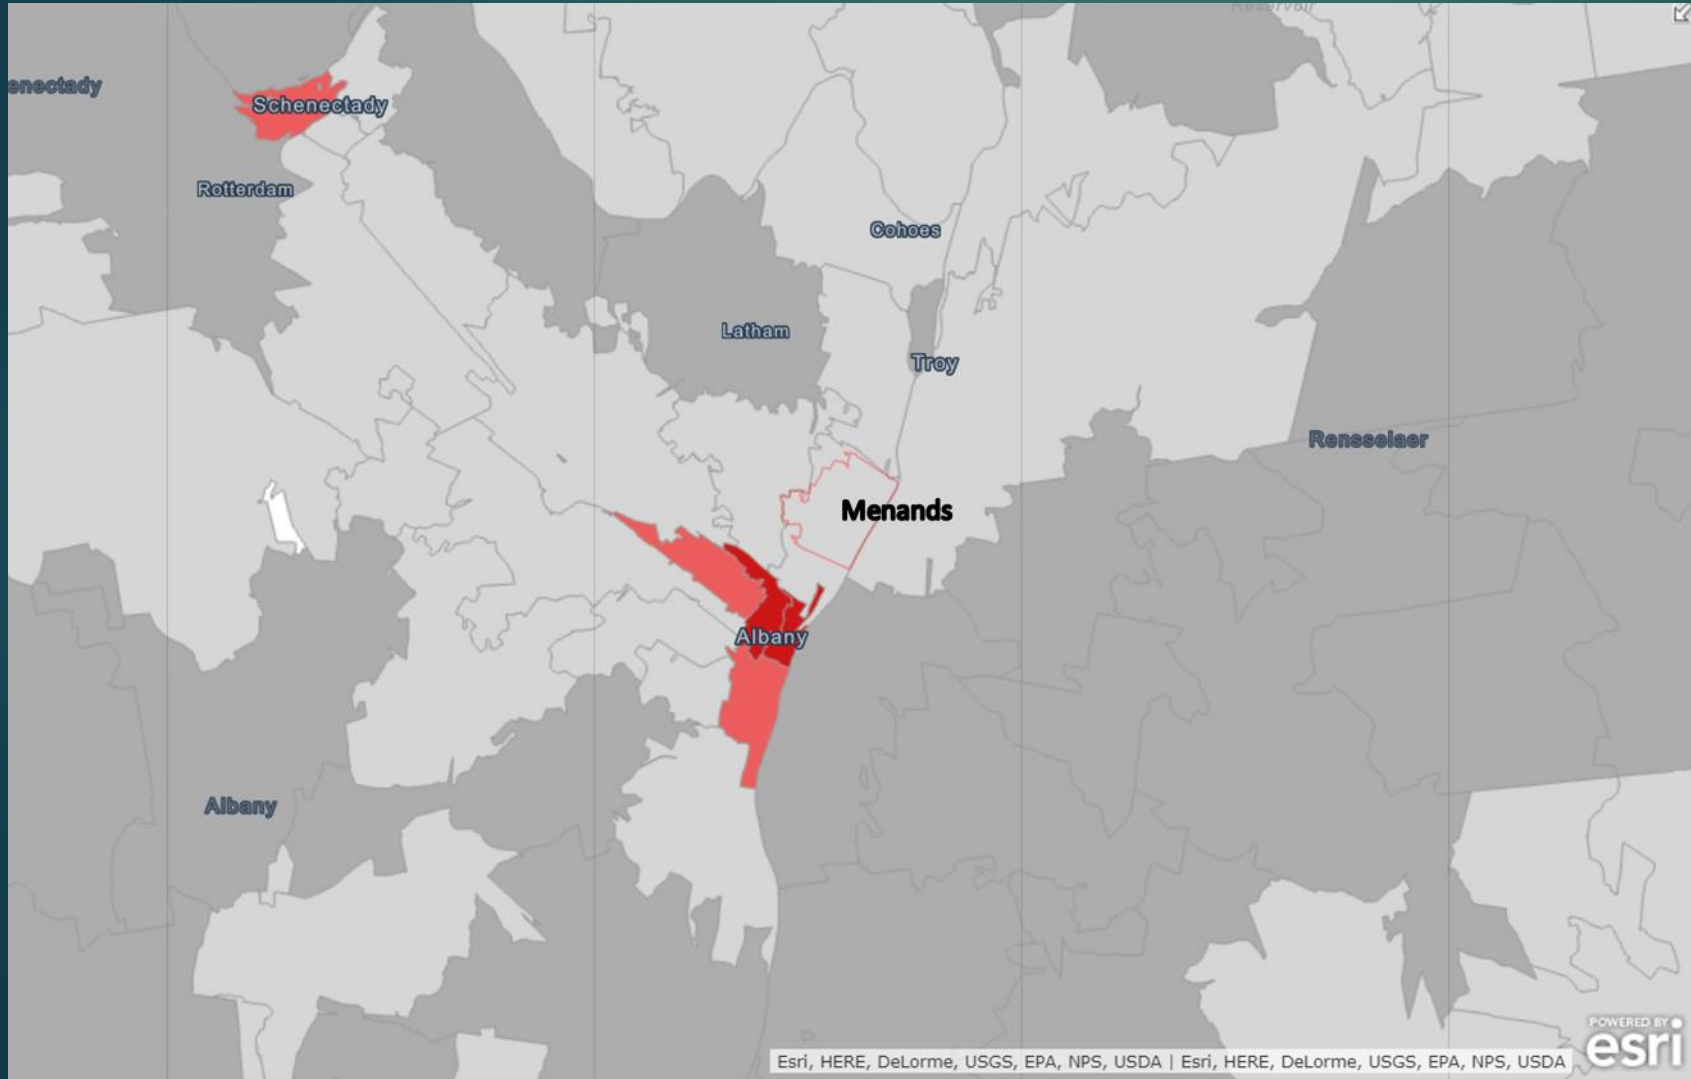 Reservoir
enectady
Schenectady
Rotterdam
Cohoes
Latham
Troy
Rensselaer
Menands
Albany
Albany
POWERED BY
esri
Esri, HERE, DeLorme, USGS, EPA, NPS, USDA | Esri, HERE, DeLorme, USGS, EPA, NPS, USDA